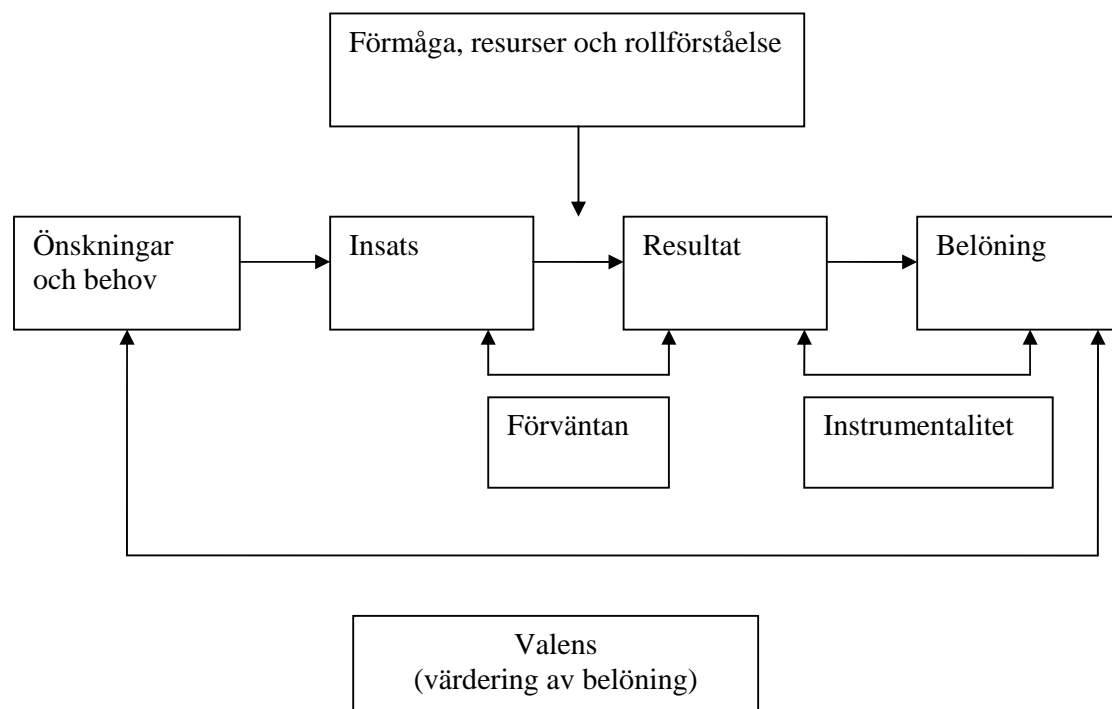 Förmåga, resurser och rollförståelse
Önskningar
och behov
Insats
Resultat
Belöning
Förväntan
Instrumentalitet
Valens
(värdering av belöning)